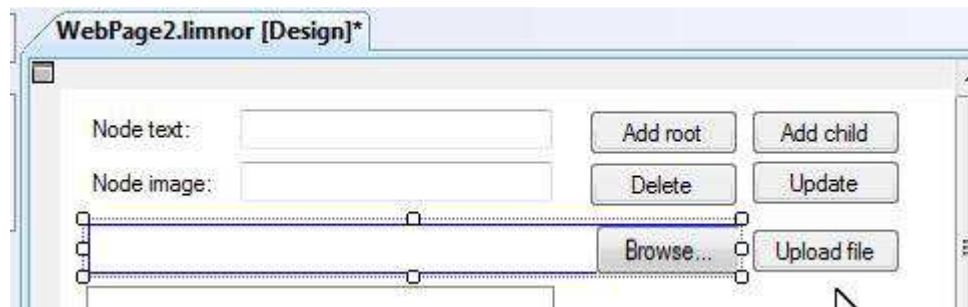 WebPage2.limnor [Design]*
Node text: Add root Add child
Node image: Delete Update
Browse... Upload file